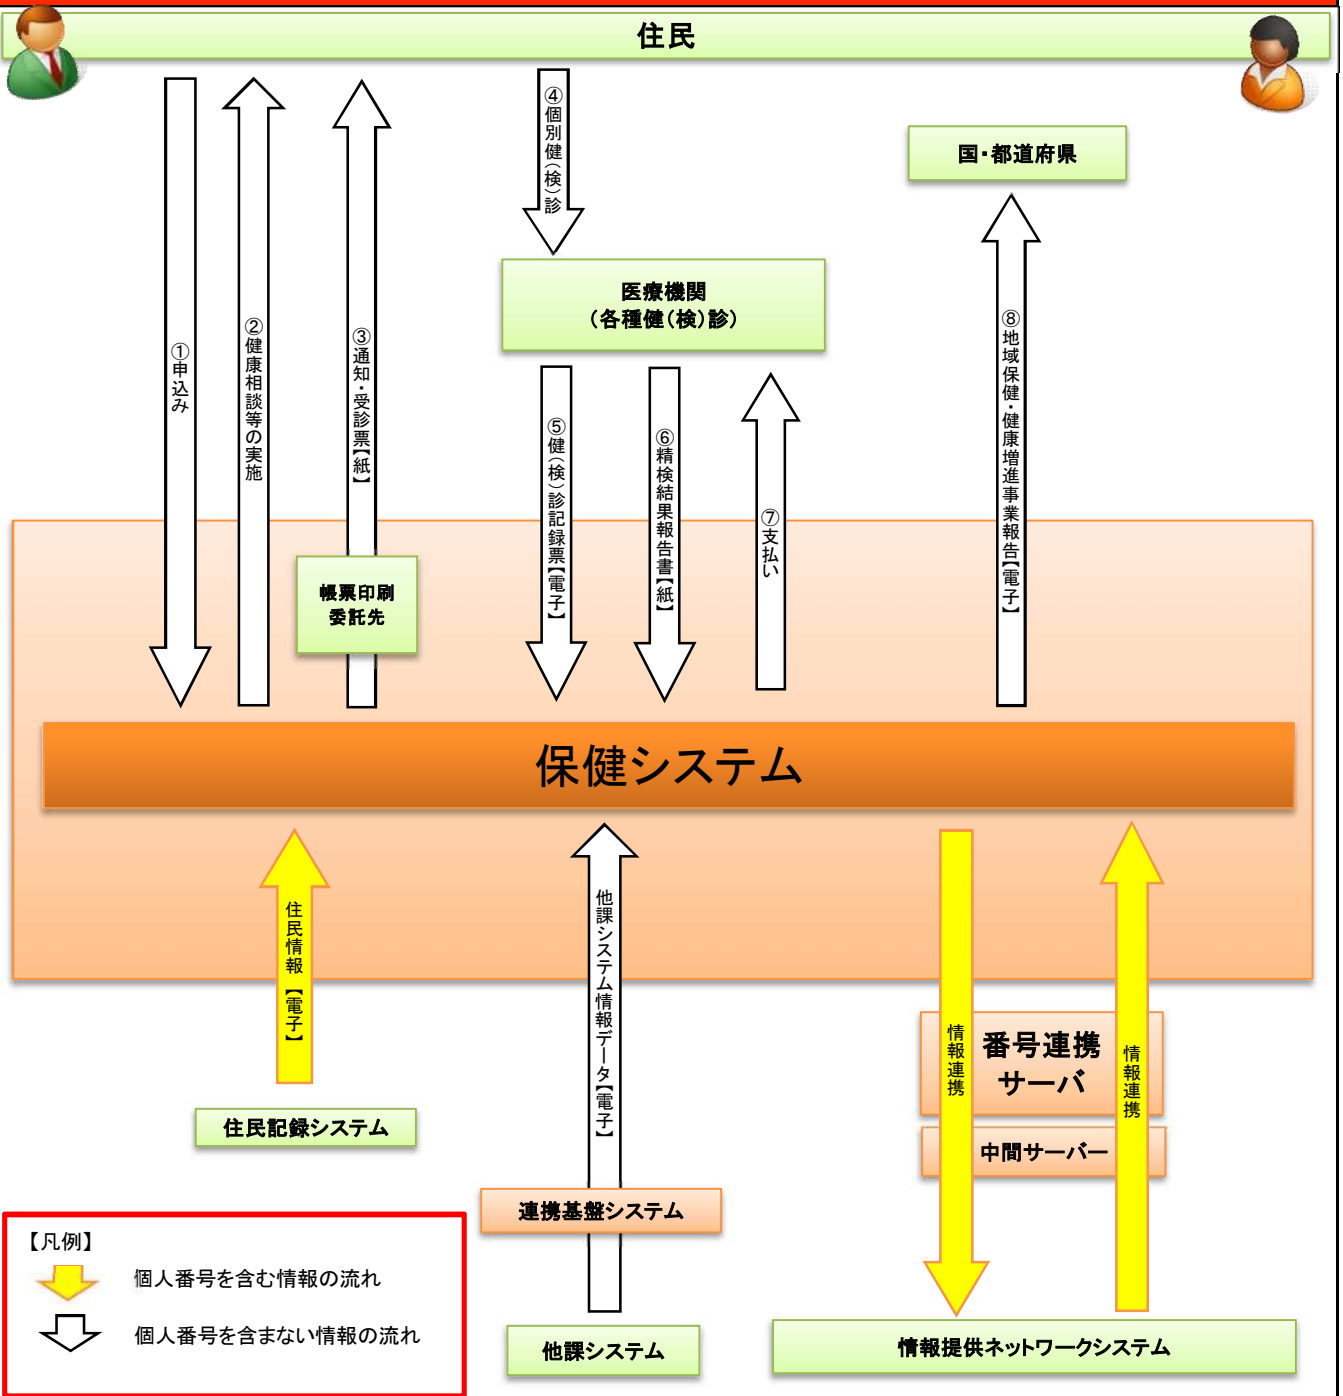 住民
④個別健(検)診
国・都道府県
医療機関
(各種健(検)診)
①申込み
②健康相談等の実施
③通知・受診票【紙】
⑤健(検)診記録票【電子】
⑥精検結果報告書【紙】
⑦支払い
⑧地域保健・健康増進事業報告【電子】
帳票印刷
委託先
保健システム
住民情報 【電子】
他課システム情報データ【電子】
情報連携
番号連携
サーバ
情報連携
中間サーバー
住民記録システム
連携基盤システム
他課システム
情報提供ネットワークシステム
【凡例】
個人番号を含む情報の流れ
個人番号を含まない情報の流れ